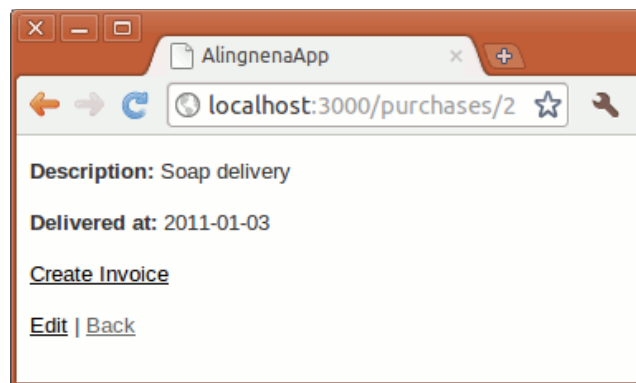 AlingnenaApp
localhost:3000/purchases/2
Description: Soap delivery
Delivered at: 2011-01-03
Create Invoice
Edit | Back